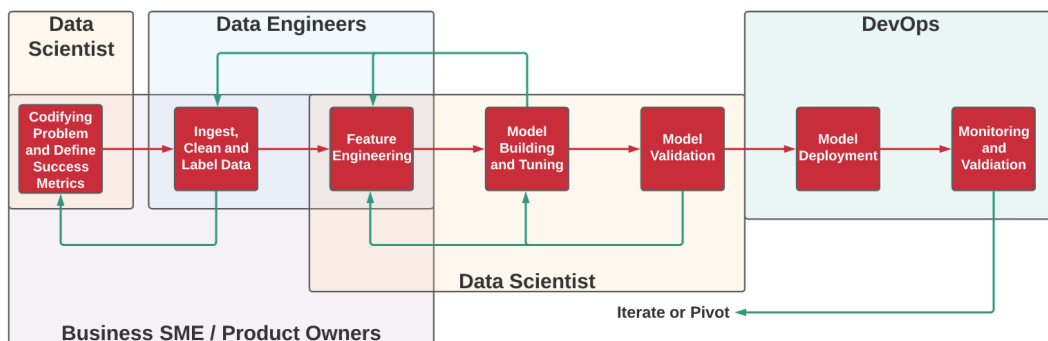 Data
Scientist
Data Engineers
DevOps
Codifying
Problem
and Define
Success
Metrics
Ingest,
Clean and
Label Data
Feature
Engineering
Model
Building
and Tuning
Model
Validation
Model
Deployment
Monitoring
and
Valdiation
Data Scientist
Iterate or Pivot
Business SME / Product Owners